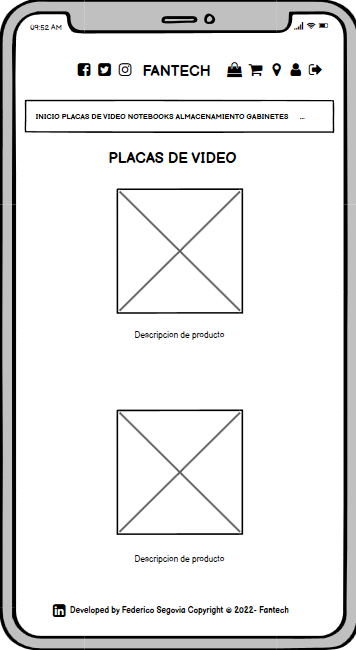 09:52 AM
FANTECH
INICIO PLACAS DE VIDEO NOTEBOOKS ALMACENAMIENTO GABINETES ...
PLACAS DE VIDEO
Descripcion de producto
Descripcion de producto
in Developed by Federico Segovia Copyright @ 2022- Fantech